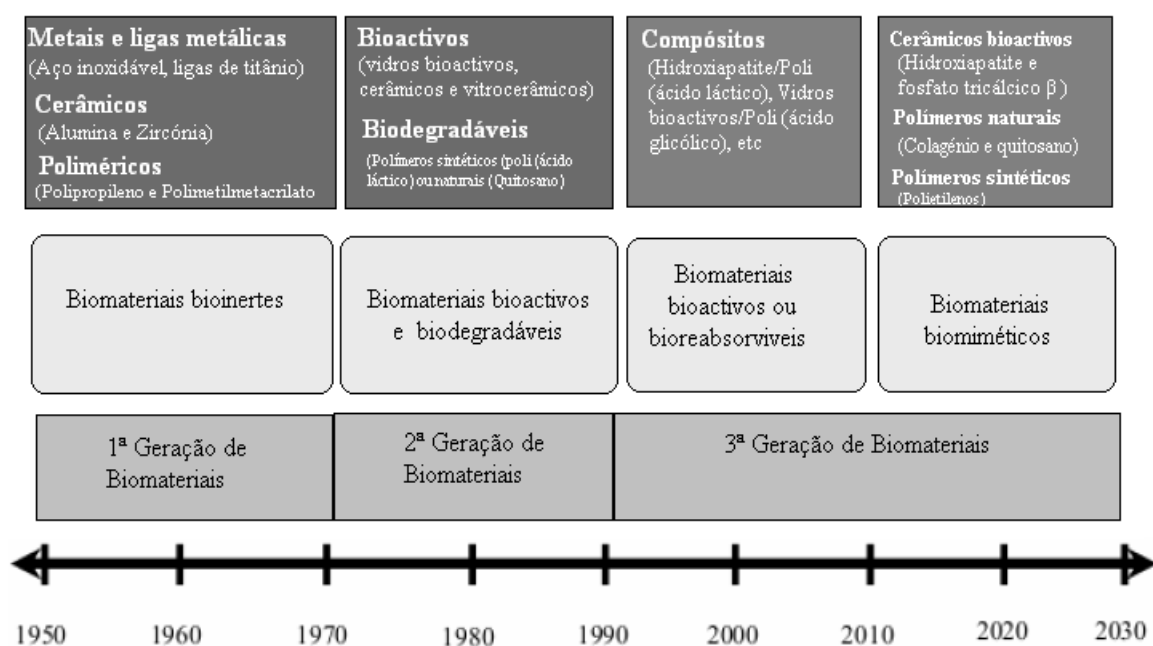 Metais e ligas metálicas
(Aço inoxidável, ligas de titânio)
Cerâmicos
(Alumina e Zircónia)
Poliméricos
(Polipropileno e Polimetilmetacrilato
Bioactivos
(vidros bioactivos,
cerâmicos e vitrocerâmicos)
Biodegradáveis
(Polímeros sintéticos (poli (ácido
láctico) ou naturais (Quitosano)
Compósitos
(Hidroxiapatite/Poli
(ácido láctico), Vidros
bioactivos/Poli (ácido
glicólico), etc
Cerâmicos bioactivos
(Hidroxiapatite e
fosfato tricálcico β )
Polímeros naturais
(Colagénio e quitosano)
Polímeros sintéticos
(Polietilenos)
Biomateriais bioinertes
Biomateriais bioactivos
e biodegradáveis
Biomateriais
bioactivos ou
bioreabsorviveis
Biomateriais
biomiméticos
1ª Geração de
Biomateriais
2ª Geração de
Biomateriais
3ª Geração de Biomateriais
1950 1960 1970 1980 1990 2000 2010 2020 2030